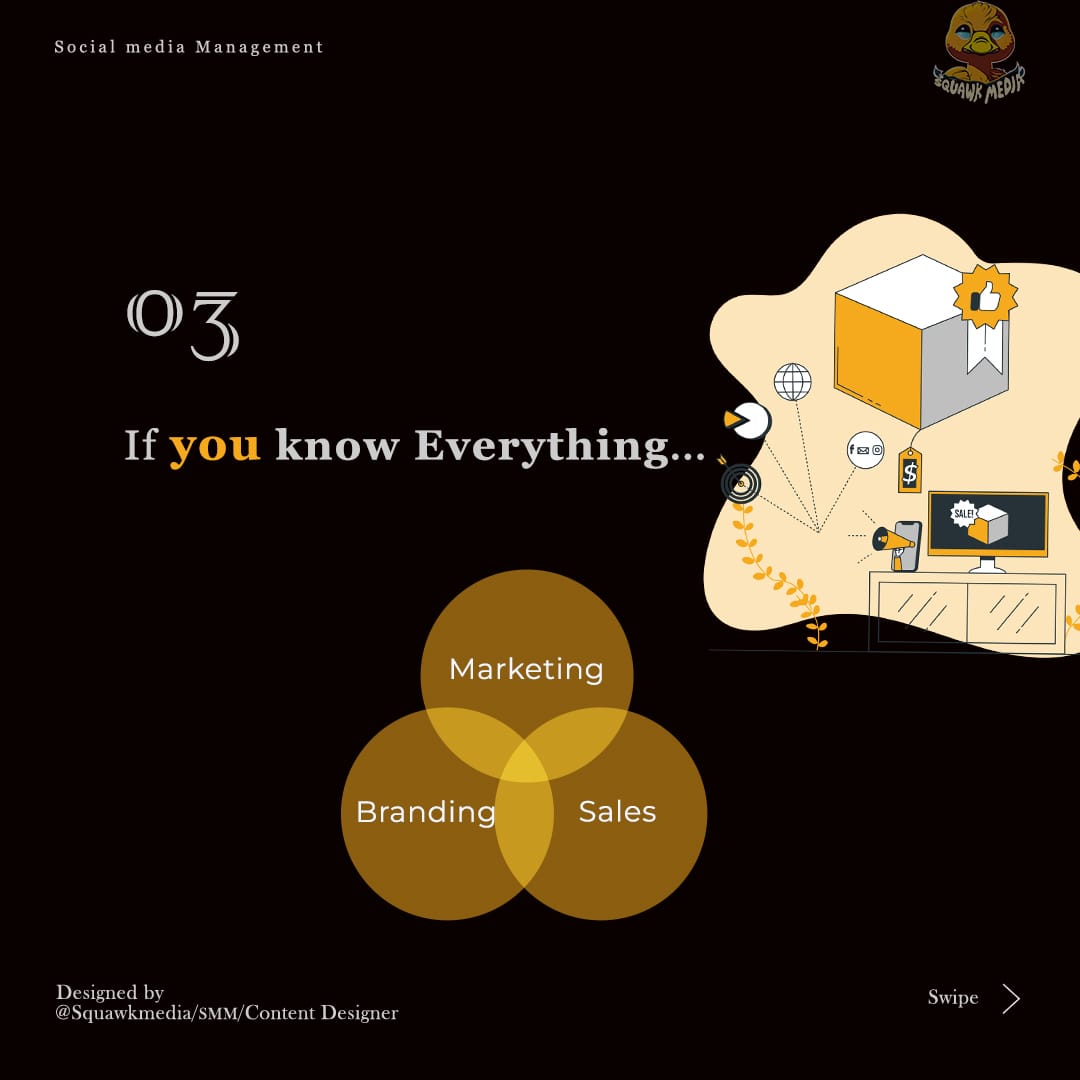 Social media Management
SQUAWK MEDIA
03
If you know Everything...
$
SALE!
Marketing
Branding
Sales
Designed by
@Squawkmedia/SMM/Content Designer
Swipe